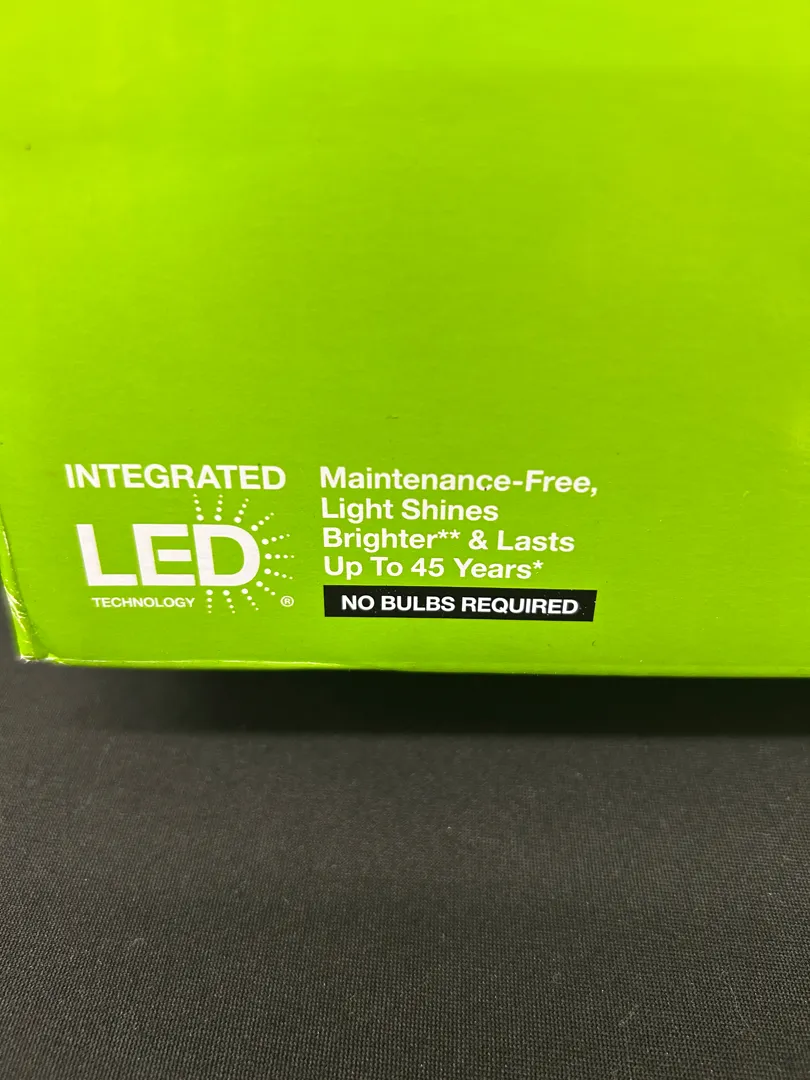 INTEGRATED
LED
TECHNOLOGY ®
Maintenance-Free,
Light Shines
Brighter** & Lasts
Up To 45 Years*
NO BULBS REQUIRED